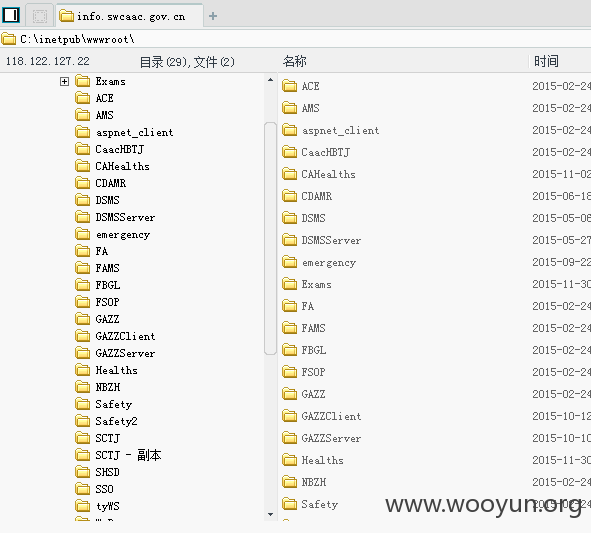 info.swcaac.gov.cn
C:\inetpub\wwwroot\
118.122.127.22 目录(29),文件(2) 名称 时间
Exams
ACE
AMS
aspnet_client
CaacHBTJ
CAHealths
CDAMR
DSMS
DSMSServer
emergency
FA
FAMS
FBGL
FSOP
GAZZ
GAZZClient
GAZZServer
Healths
NBZH
Safety
Safety2
SCTJ
SCTJ - 副本
SHSD
SSO
tyWS
ACE 2015-02-24
AMS 2015-02-24
aspnet_client 2015-02-24
CaacHBTJ 2015-02-24
CAHealths 2015-11-02
CDAMR 2015-06-18
DSMS 2015-05-06
DSMSServer 2015-05-27
emergency 2015-09-22
Exams 2015-11-30
FA 2015-02-24
FAMS 2015-02-24
FBGL 2015-02-24
FSOP 2015-02-24
GAZZ 2015-02-24
GAZZClient 2015-10-12
GAZZServer 2015-10-10
Healths 2015-11-30
NBZH 2015-02-24
Safety 2015-02-24
www.wooyun.org